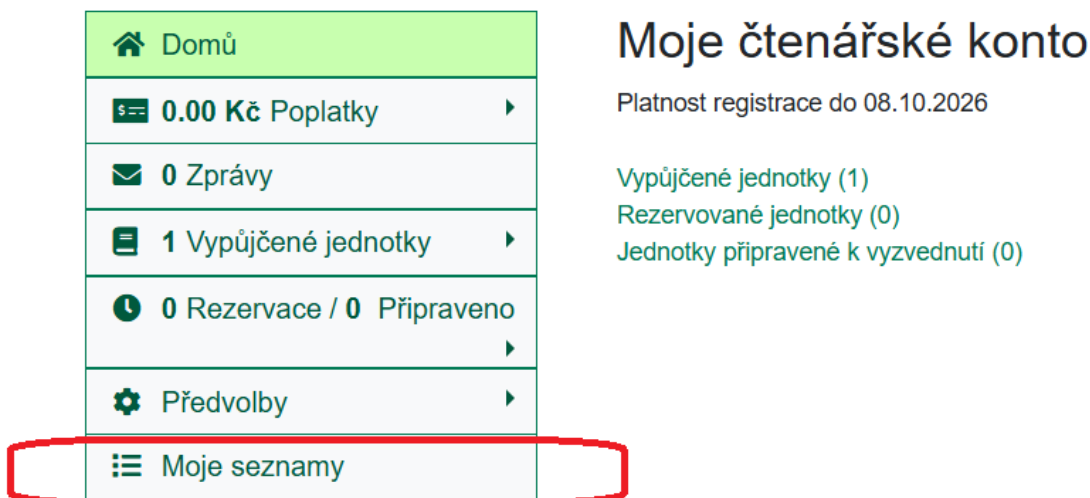 Domů
0.00 Kč Poplatky
0 Zprávy
1 Vypůjčené jednotky
0 Rezervace / 0 Připraveno
Předvolby
Moje seznamy
Moje čtenářské konto
Platnost registrace do 08.10.2026
Vypůjčené jednotky (1)
Rezervované jednotky (0)
Jednotky připravené k vyzvednutí (0)